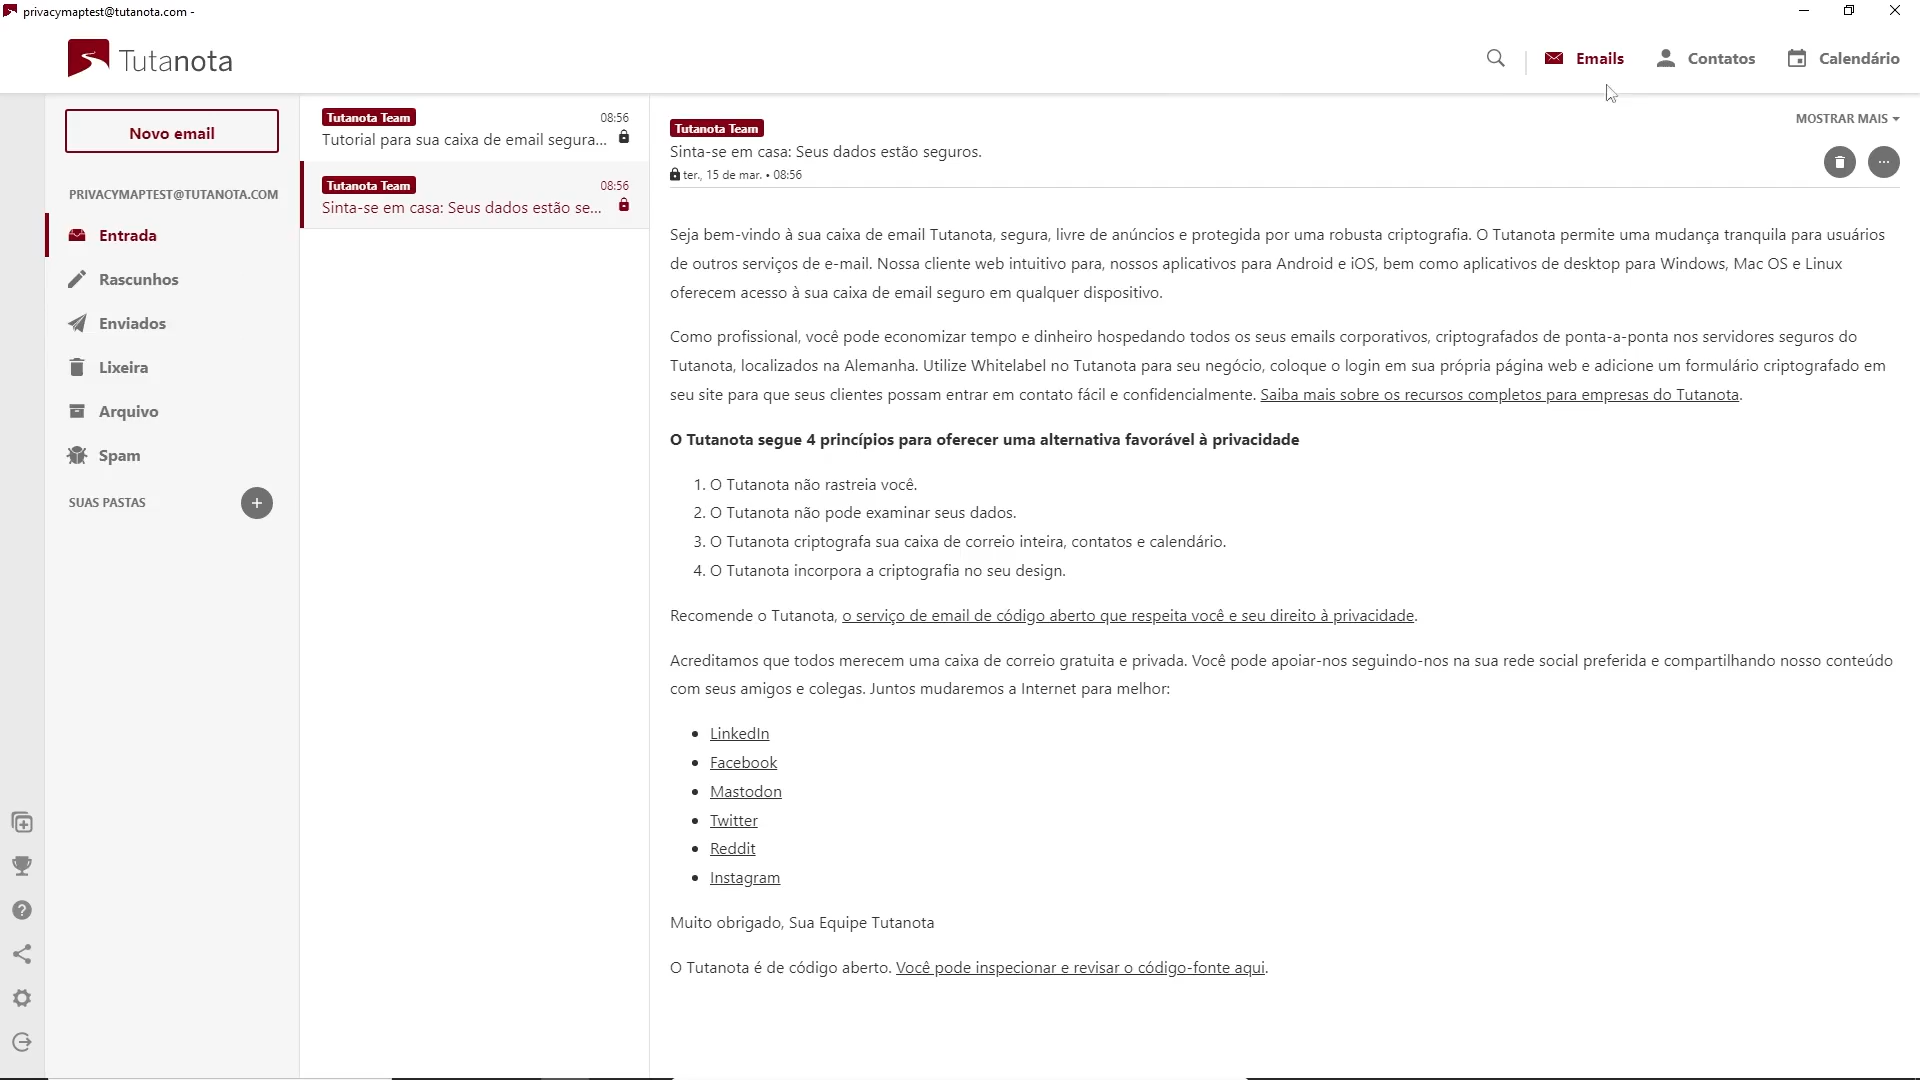 privacymaptest@tutanota.com -
Tutanota
Emails
Contatos
Calendário
Novo email
PRIVACYMAPTEST@TUTANOTA.COM
Entrada
Rascunhos
Enviados
Lixeira
Arquivo
Spam
SUAS PASTAS
Tutanota Team 08:56
Tutorial para sua caixa de email segura...
Tutanota Team 08:56
Sinta-se em casa: Seus dados estão se...
Tutanota Team
MOSTRAR MAIS
Sinta-se em casa: Seus dados estão seguros.
ter., 15 de mar. • 08:56
Seja bem-vindo à sua caixa de email Tutanota, segura, livre de anúncios e protegida por uma robusta criptografia. O Tutanota permite uma mudança tranquila para usuários
de outros serviços de e-mail. Nossa cliente web intuitivo para, nossos aplicativos para Android e iOS, bem como aplicativos de desktop para Windows, Mac OS e Linux
oferecem acesso à sua caixa de email seguro em qualquer dispositivo.
Como profissional, você pode economizar tempo e dinheiro hospedando todos os seus emails corporativos, criptografados de ponta-a-ponta nos servidores seguros do
Tutanota, localizados na Alemanha. Utilize Whitelabel no Tutanota para seu negócio, coloque o login em sua própria página web e adicione um formulário criptografado em
seu site para que seus clientes possam entrar em contato fácil e confidencialmente. Saiba mais sobre os recursos completos para empresas do Tutanota.
O Tutanota segue 4 princípios para oferecer uma alternativa favorável à privacidade
1. O Tutanota não rastreia você.
2. O Tutanota não pode examinar seus dados.
3. O Tutanota criptografa sua caixa de correio inteira, contatos e calendário.
4. O Tutanota incorpora a criptografia no seu design.
Recomende o Tutanota, o serviço de email de código aberto que respeita você e seu direito à privacidade.
Acreditamos que todos merecem uma caixa de correio gratuita e privada. Você pode apoiar-nos seguindo-nos na sua rede social preferida e compartilhando nosso conteúdo
com seus amigos e colegas. Juntos mudaremos a Internet para melhor:
• LinkedIn
• Facebook
• Mastodon
• Twitter
• Reddit
• Instagram
Muito obrigado, Sua Equipe Tutanota
O Tutanota é de código aberto. Você pode inspecionar e revisar o código-fonte aqui.